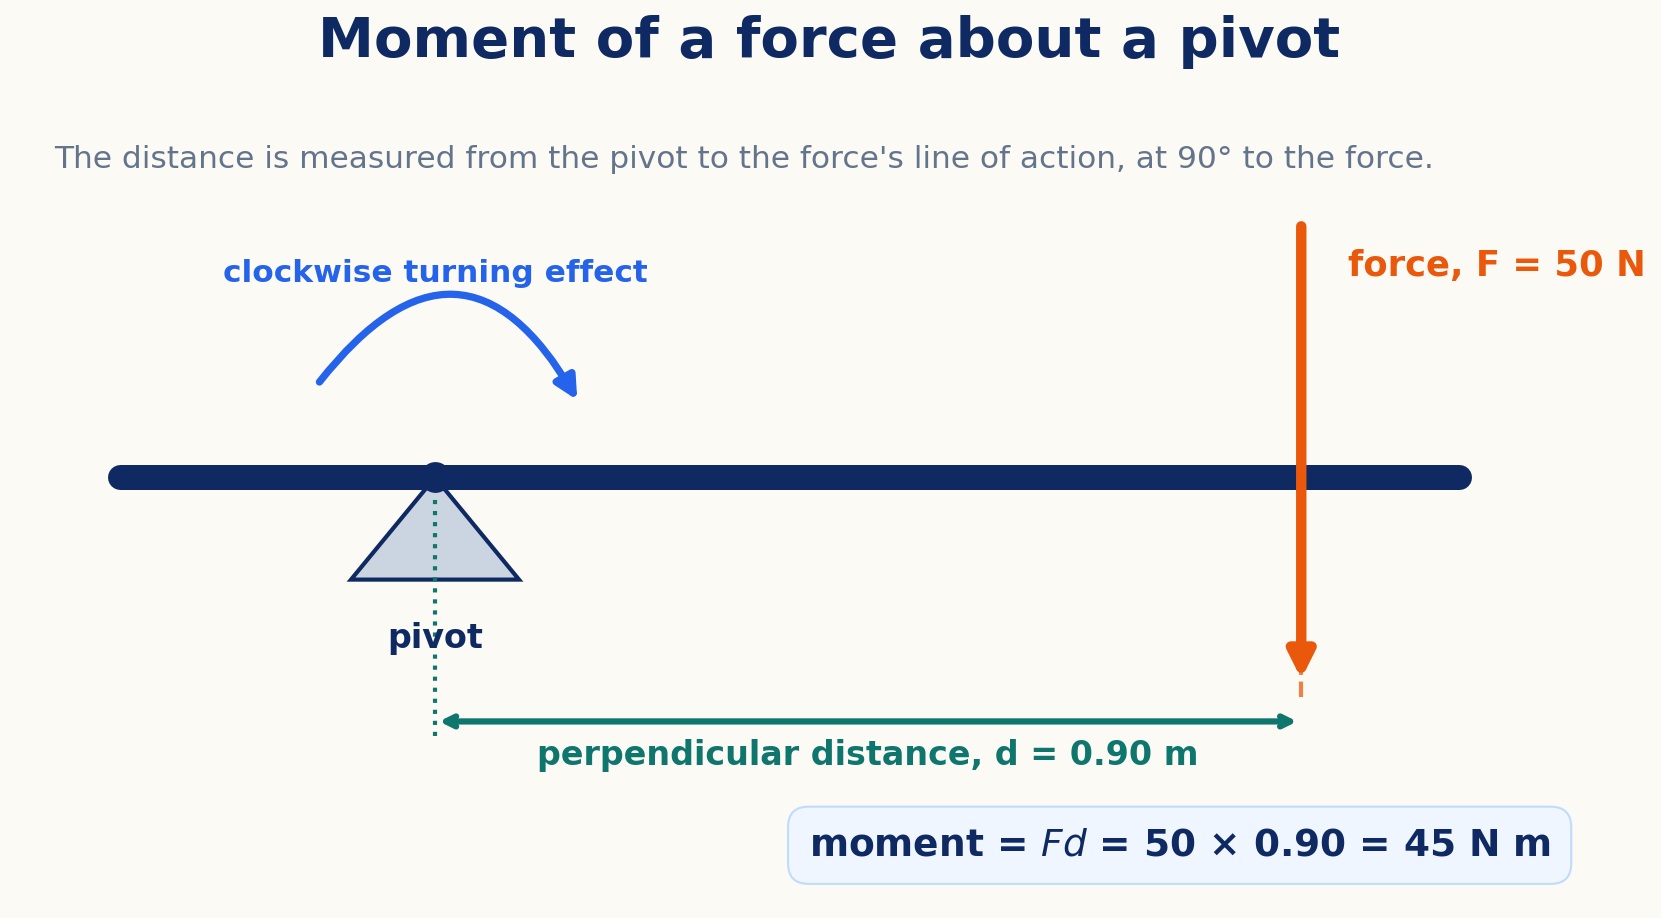 Moment of a force about a pivot
The distance is measured from the pivot to the force's line of action, at 90° to the force.
force, F = 50 N
clockwise turning effect
pivot
perpendicular distance, d = 0.90 m
moment = Fd = 50 × 0.90 = 45 N m